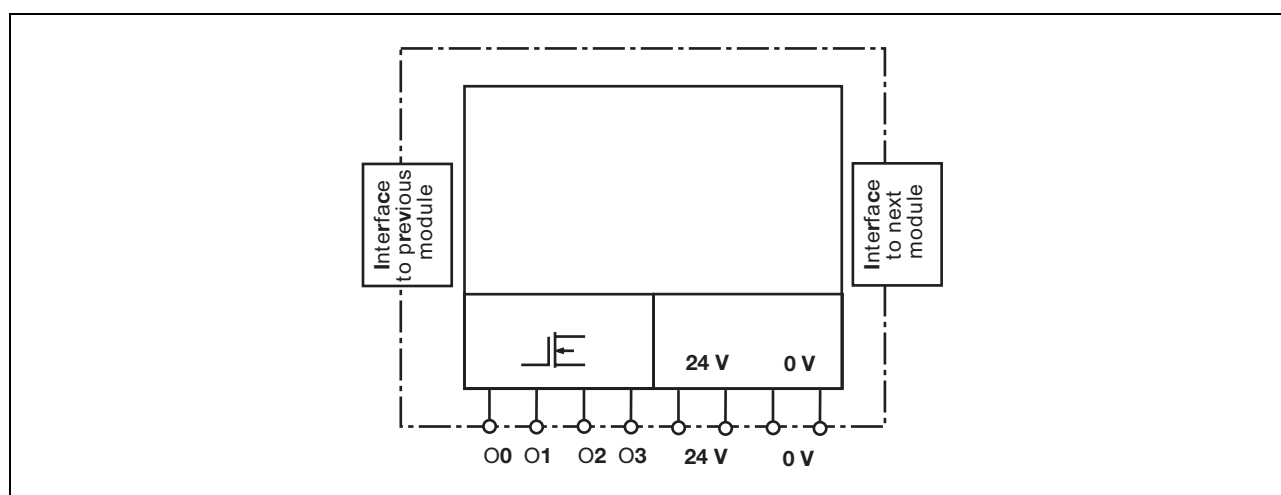 Interface
to previous
module
Interface
to next
module
24 V 0 V
O0 O1 O2 O3 24 V 0 V